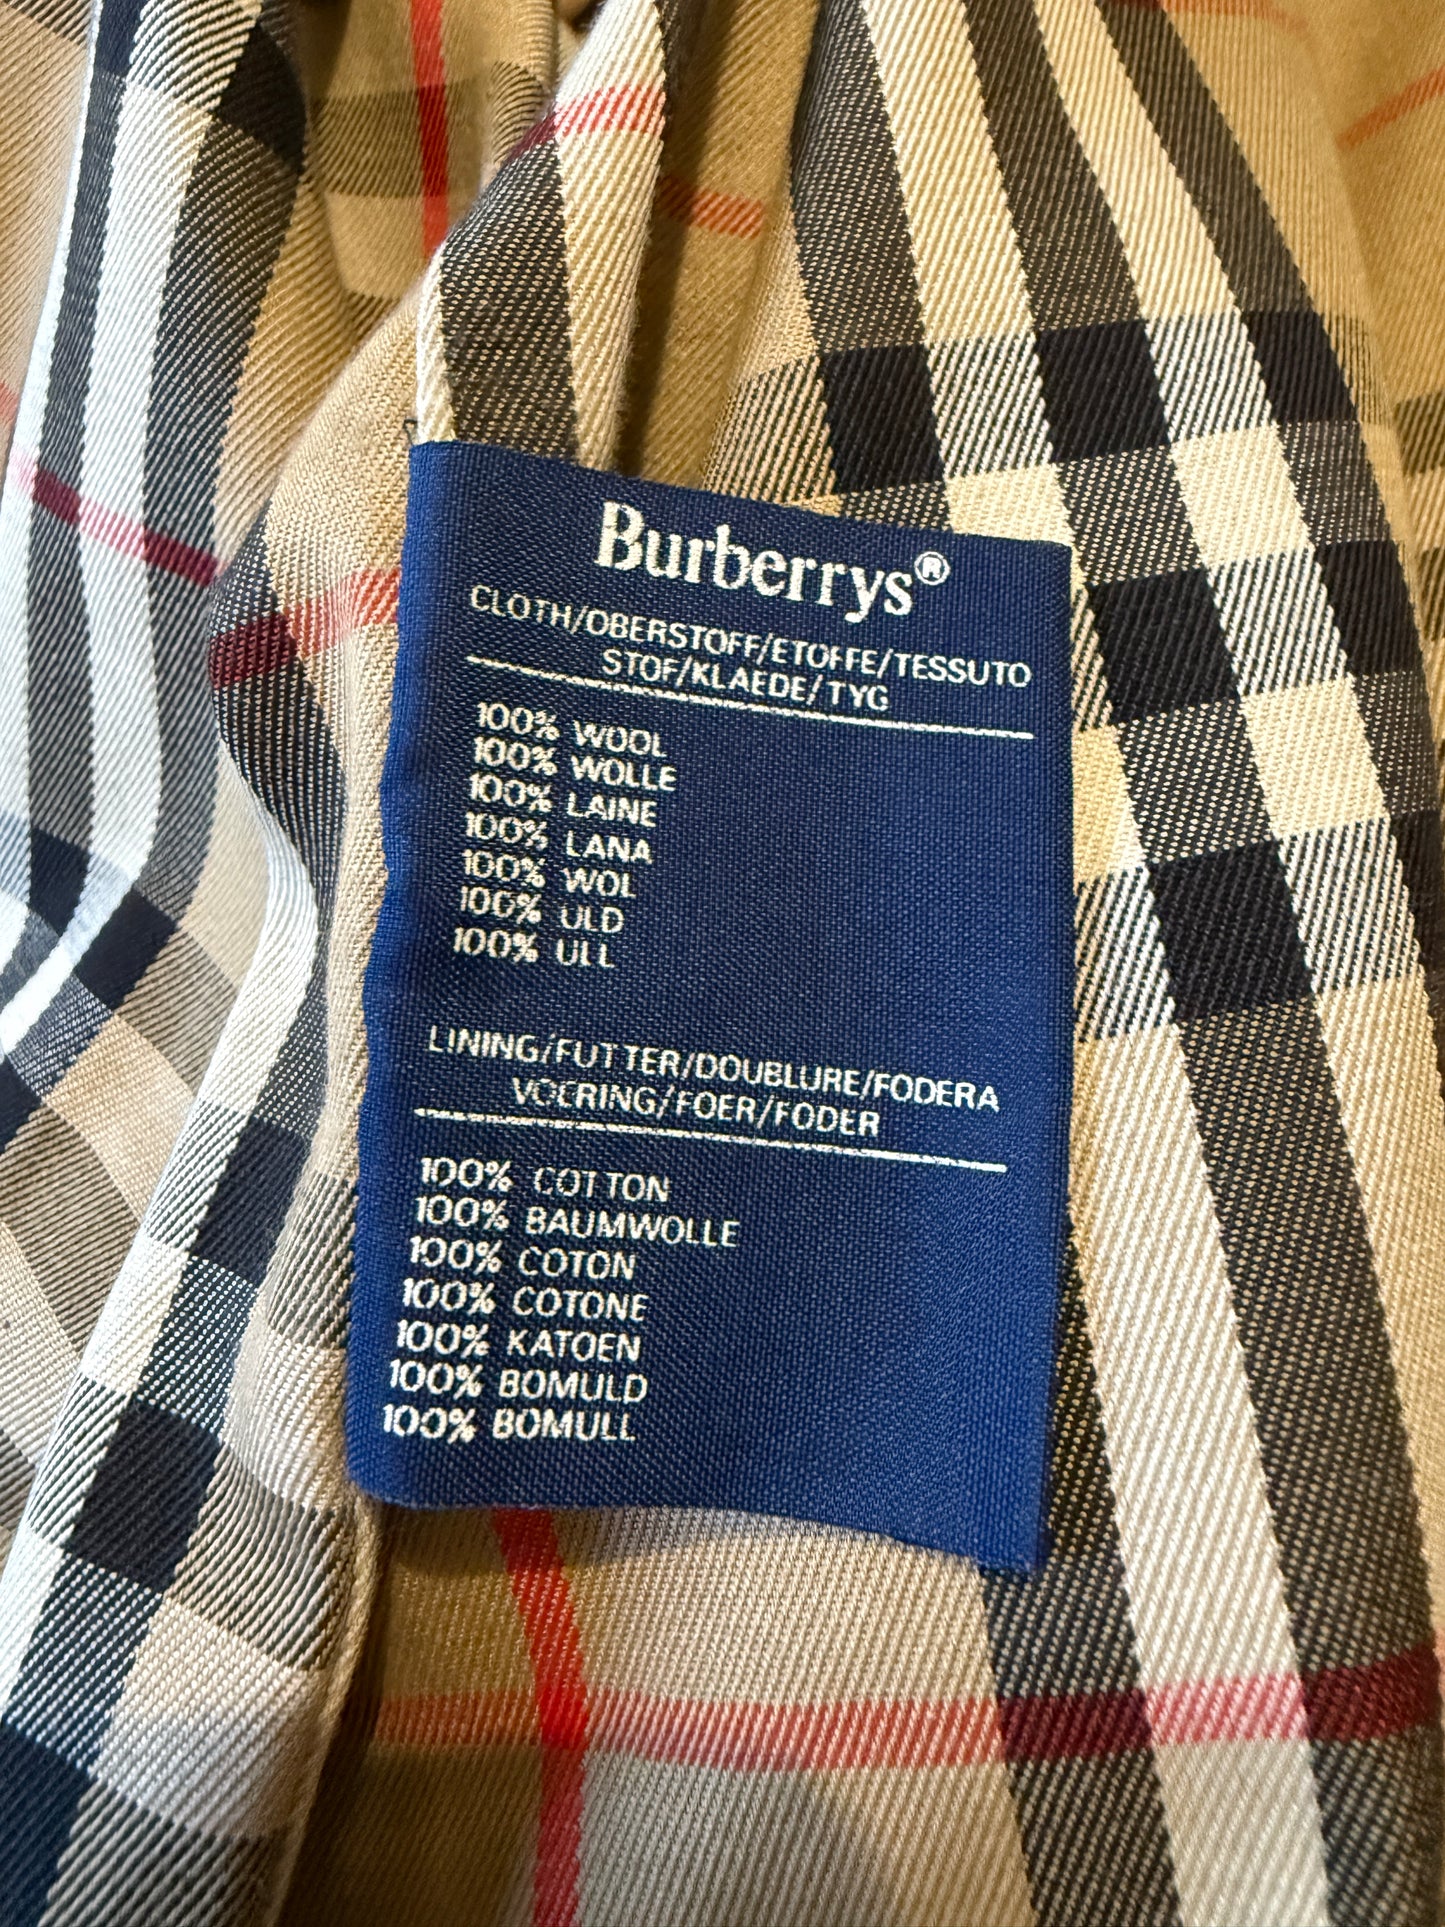 Burberrys®
CLOTH/OBERSTOFF/ETOFFE/TESSUTO
STOF/KLAEDE/TYG
100% WOOL
100% WOLLE
100% LAINE
100% LANA
100% WOL
100% ULD
100% ULL
LINING/FUTTER/DOUBLURE/FODERA
VOERING/FOER/FODER
100% COTTON
100% BAUMWOLLE
100% COTON
100% COTONE
100% KATOEN
100% BOMULD
100% BOMULL